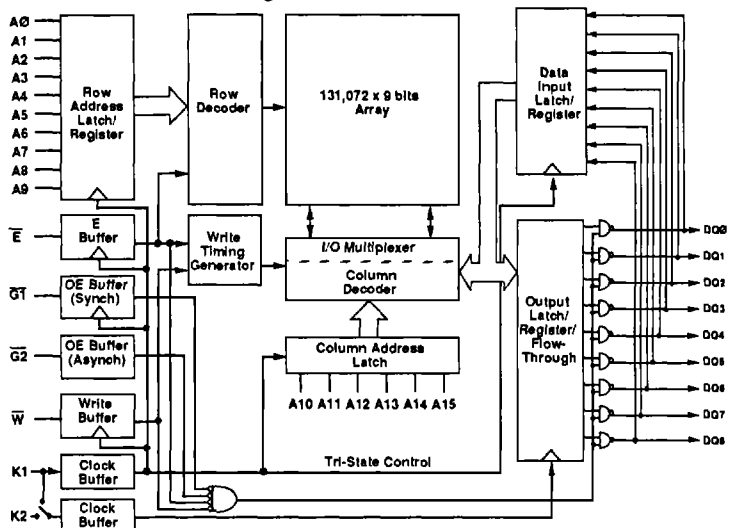 A0
A1
A2
A3
A4
A5
A6
A7
A8
A9
Row
Address
Latch/
Register
Row
Decoder
131,072 x 9 bits
Array
Data
Input
Latch/
Register
E
E
Buffer
Write
Timing
Generator
I/O Multiplexer
Column
Decoder
G1
OE Buffer
(Synch)
G2
OE Buffer
(Asynch)
Column Address
Latch
A10 A11 A12 A13 A14 A15
Output
Latch/
Register/
Flow-
Through
W
Write
Buffer
K1
Clock
Buffer
Tri-State Control
K2
Clock
Buffer
DQ0
DQ1
DQ2
DQ3
DQ4
DQ5
DQ6
DQ7
DQ8